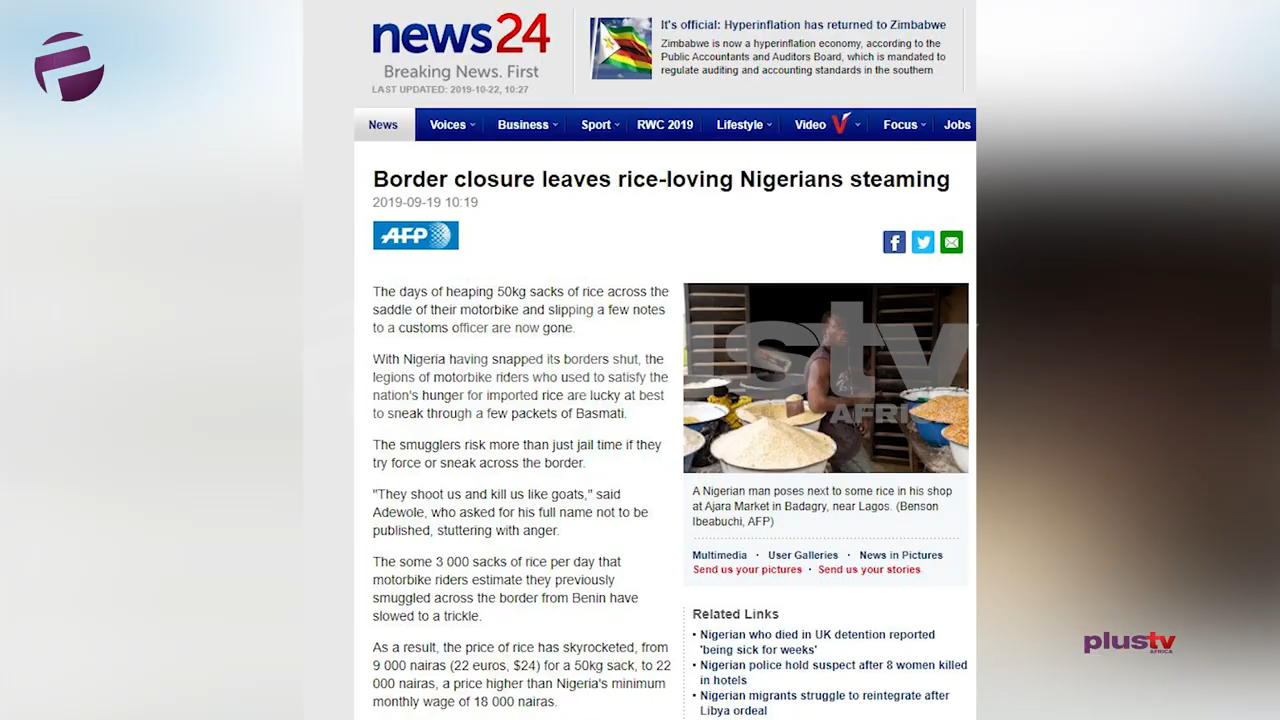 news24
Breaking News. First
LAST UPDATED: 2019-10-22, 10:27
It's official: Hyperinflation has returned to Zimbabwe
Zimbabwe is now a hyperinflation economy, according to the
Public Accountants and Auditors Board, which is mandated to
regulate auditing and accounting standards in the southern
News Voices Business Sport RWC 2019 Lifestyle Video Focus Jobs
Border closure leaves rice-loving Nigerians steaming
2019-09-19 10:19
AFP
The days of heaping 50kg sacks of rice across the
saddle of their motorbike and slipping a few notes
to a customs officer are now gone.
With Nigeria having snapped its borders shut, the
legions of motorbike riders who used to satisfy the
nation's hunger for imported rice are lucky at best
to sneak through a few packets of Basmati.
The smugglers risk more than just jail time if they
try force or sneak across the border.
"They shoot us and kill us like goats," said
Adewole, who asked for his full name not to be
published, stuttering with anger.
The some 3 000 sacks of rice per day that
motorbike riders estimate they previously
smuggled across the border from Benin have
slowed to a trickle.
As a result, the price of rice has skyrocketed, from
9 000 nairas (22 euros, $24) for a 50kg sack, to 22
000 nairas, a price higher than Nigeria's minimum
monthly wage of 18 000 nairas.
ustv
AFRI
A Nigerian man poses next to some rice in his shop
at Ajara Market in Badagry, near Lagos. (Benson
Ibeabuchi, AFP)
Multimedia · User Galleries · News in Pictures
Send us your pictures · Send us your stories
Related Links
• Nigerian who died in UK detention reported
'being sick for weeks'
• Nigerian police hold suspect after 8 women killed
in hotels
• Nigerian migrants struggle to reintegrate after
Libya ordeal
plustv
AFRICA